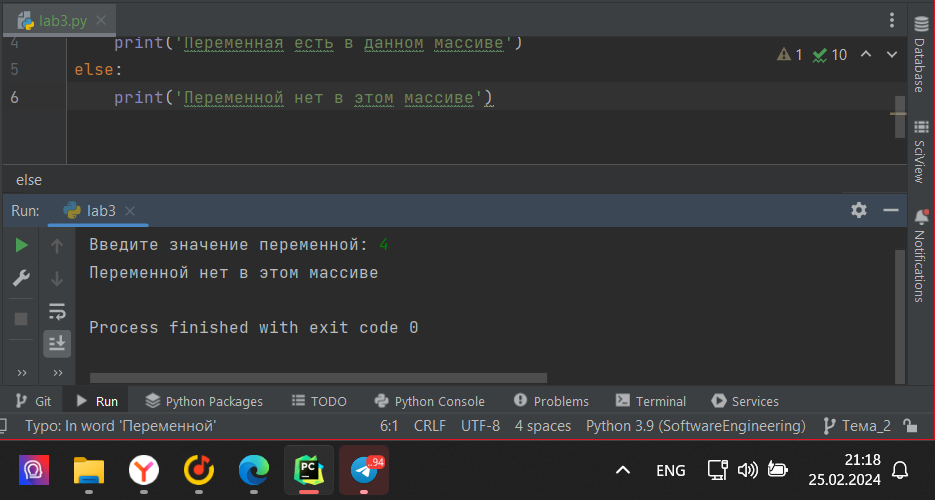 lab3.py
4 print('Переменная есть в данном массиве')
1 10
5 else:
6 print('Переменной нет в этом массиве')
else
Database
SciView
Notifications
Run: lab3
Введите значение переменной: 4
Переменной нет в этом массиве
Process finished with exit code 0
Git Run Python Packages TODO Python Console Problems Terminal Services
Typo: In word 'Переменной' 6:1 CRLF UTF-8 4 spaces Python 3.9 (SoftwareEngineering) Тема_2
PC ..94 ENG 21:18
25.02.2024